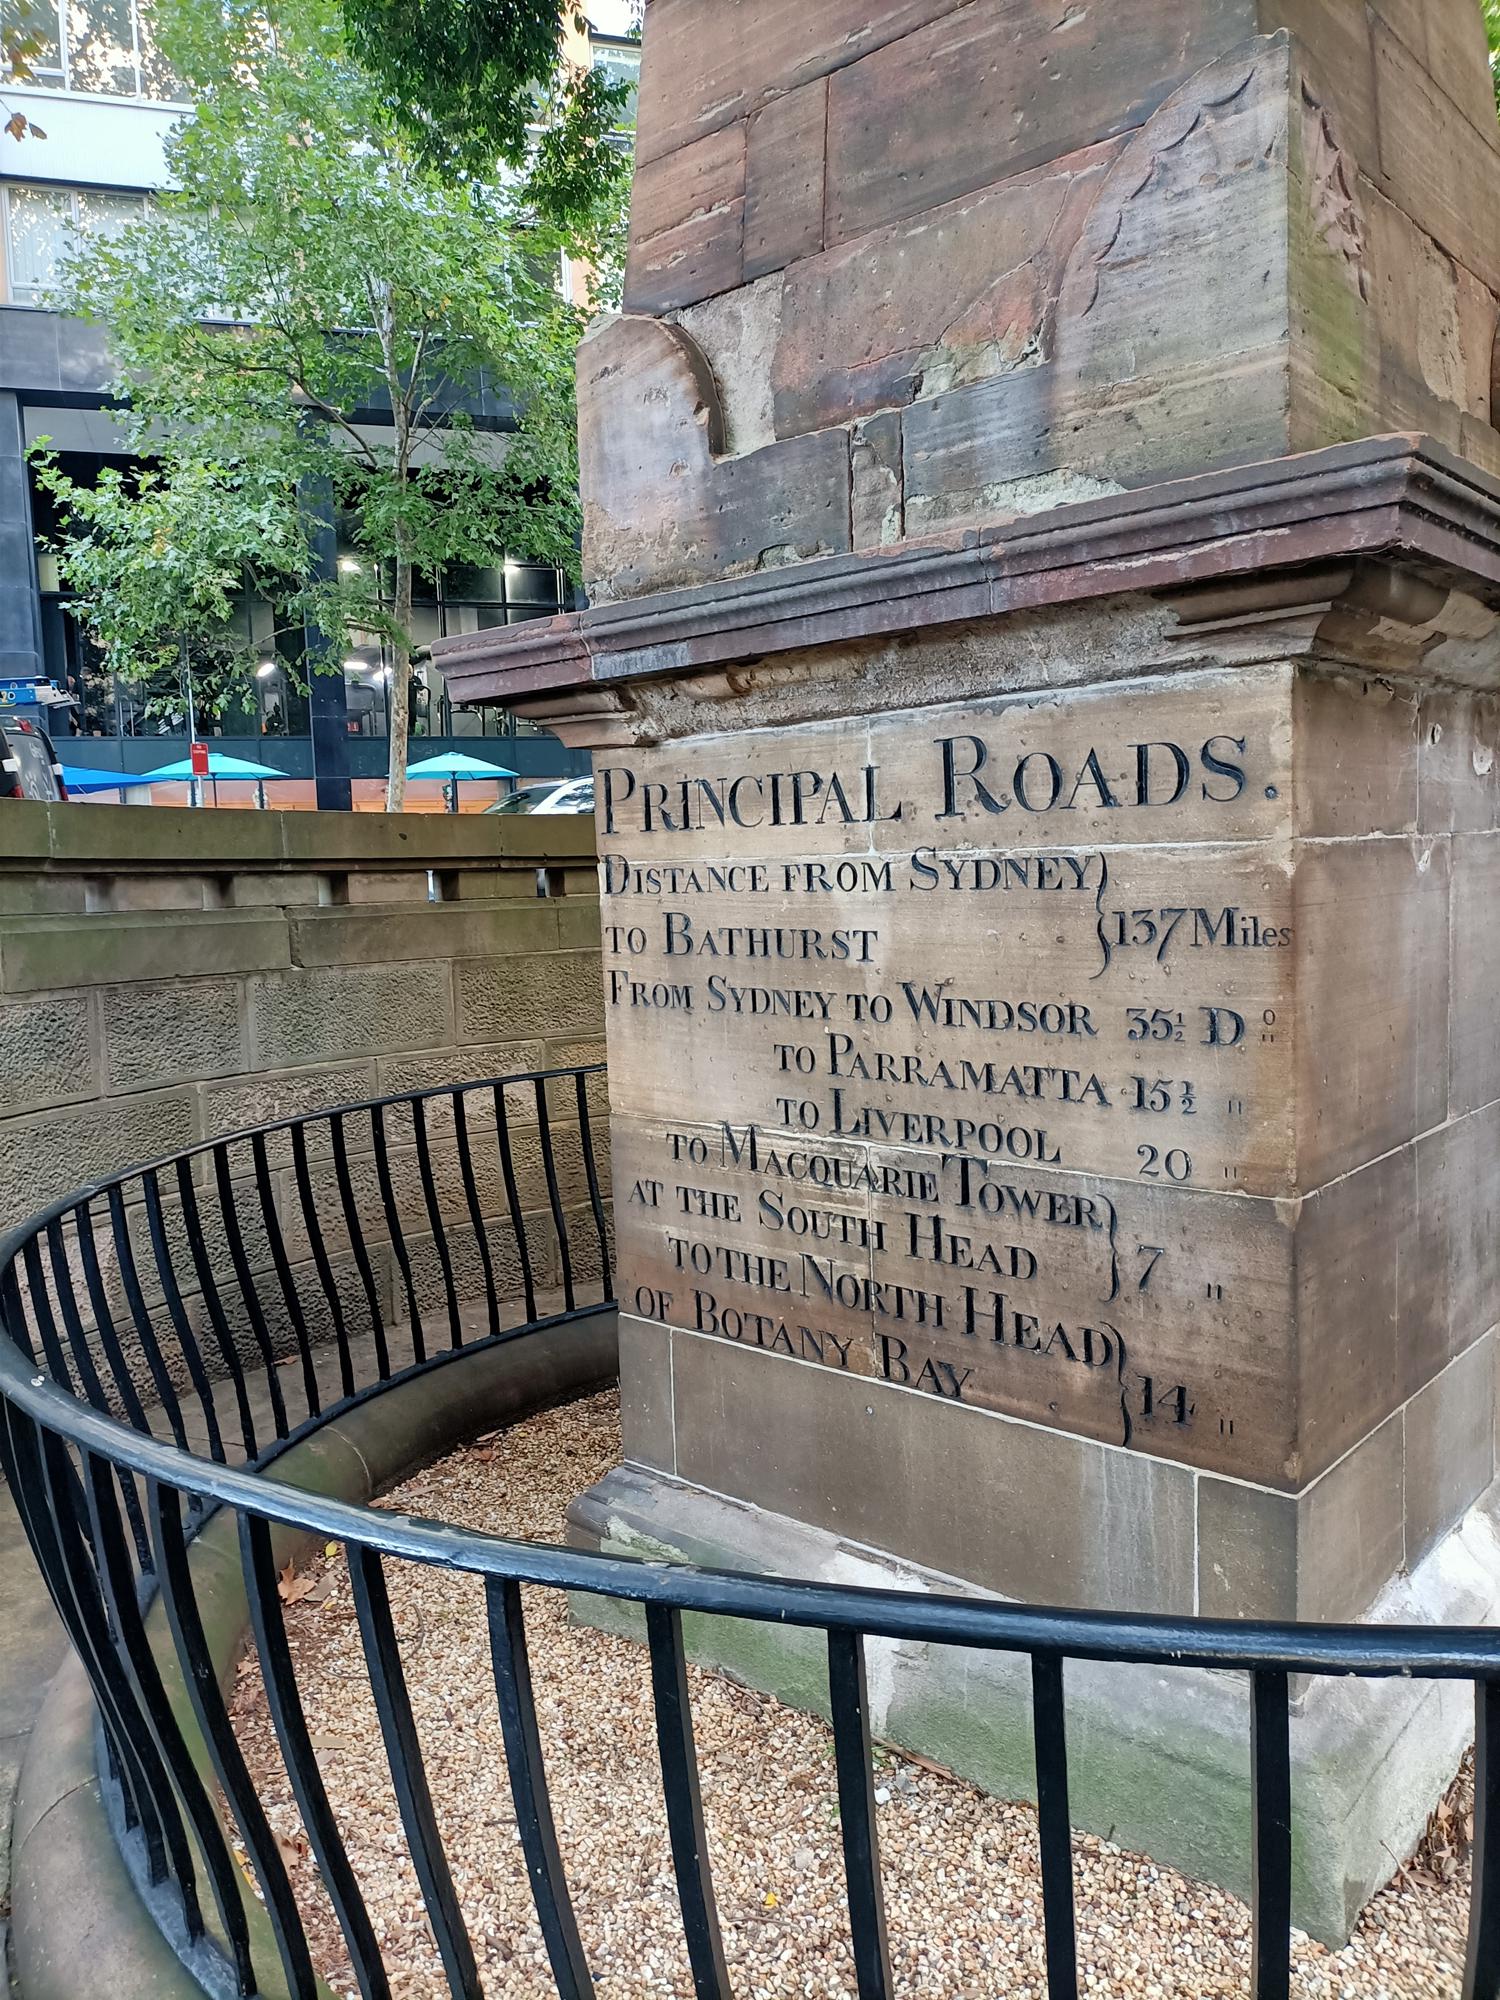 PRINCIPAL ROADS.
DISTANCE FROM SYDNEY
TO BATHURST } 137 Miles
FROM SYDNEY TO WINDSOR 35½ Dº
TO PARRAMATTA 15½ "
TO LIVERPOOL 20 "
TO MACQUARIE TOWER
AT THE SOUTH HEAD } 7 "
TO THE NORTH HEAD
OF BOTANY BAY } 14 "